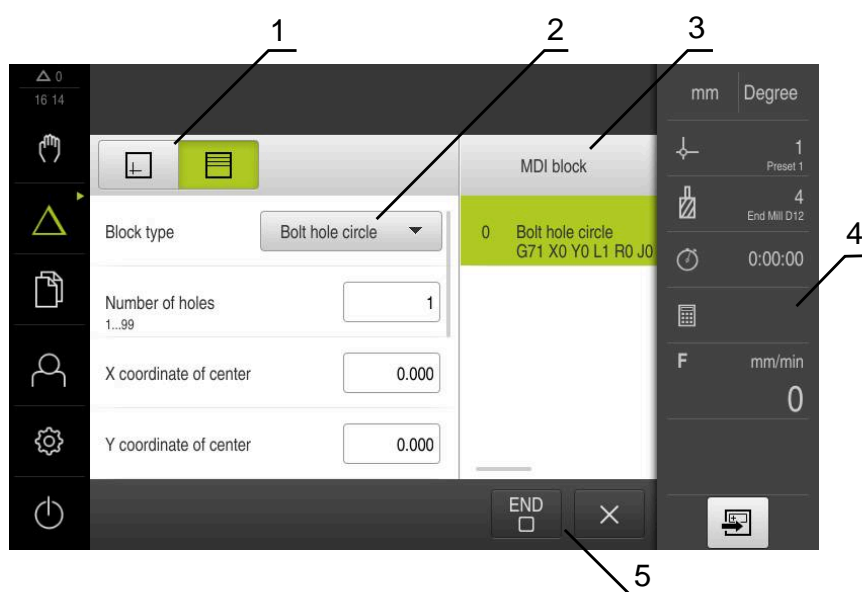 1
2
3
0
16 14
mm Degree
1
Preset 1
MDI block
4
End Mill D12
Block type Bolt hole circle
0 Bolt hole circle
G71 X0 Y0 L1 R0 J0
4
0:00:00
Number of holes 1
1...99
F mm/min
0
X coordinate of center 0.000
Y coordinate of center 0.000
END
5